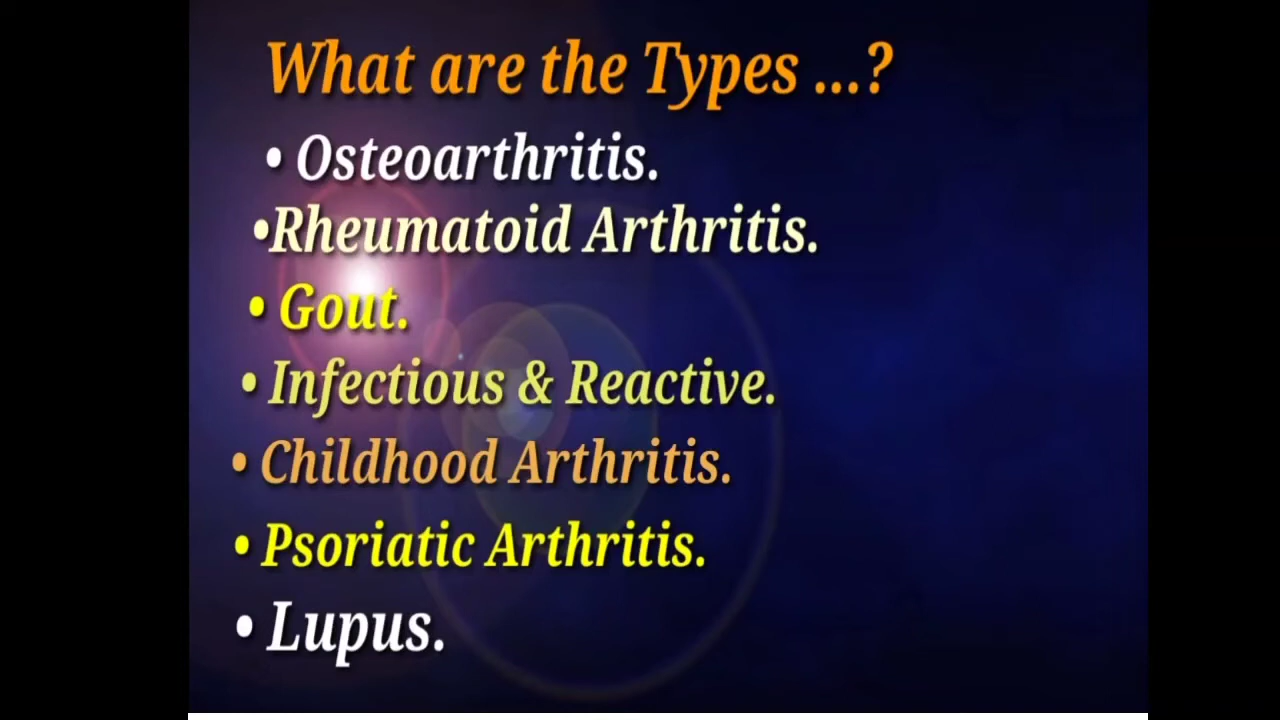 What are the Types ...?
• Osteoarthritis.
•Rheumatoid Arthritis.
• Gout.
• Infectious & Reactive.
• Childhood Arthritis.
• Psoriatic Arthritis.
• Lupus.